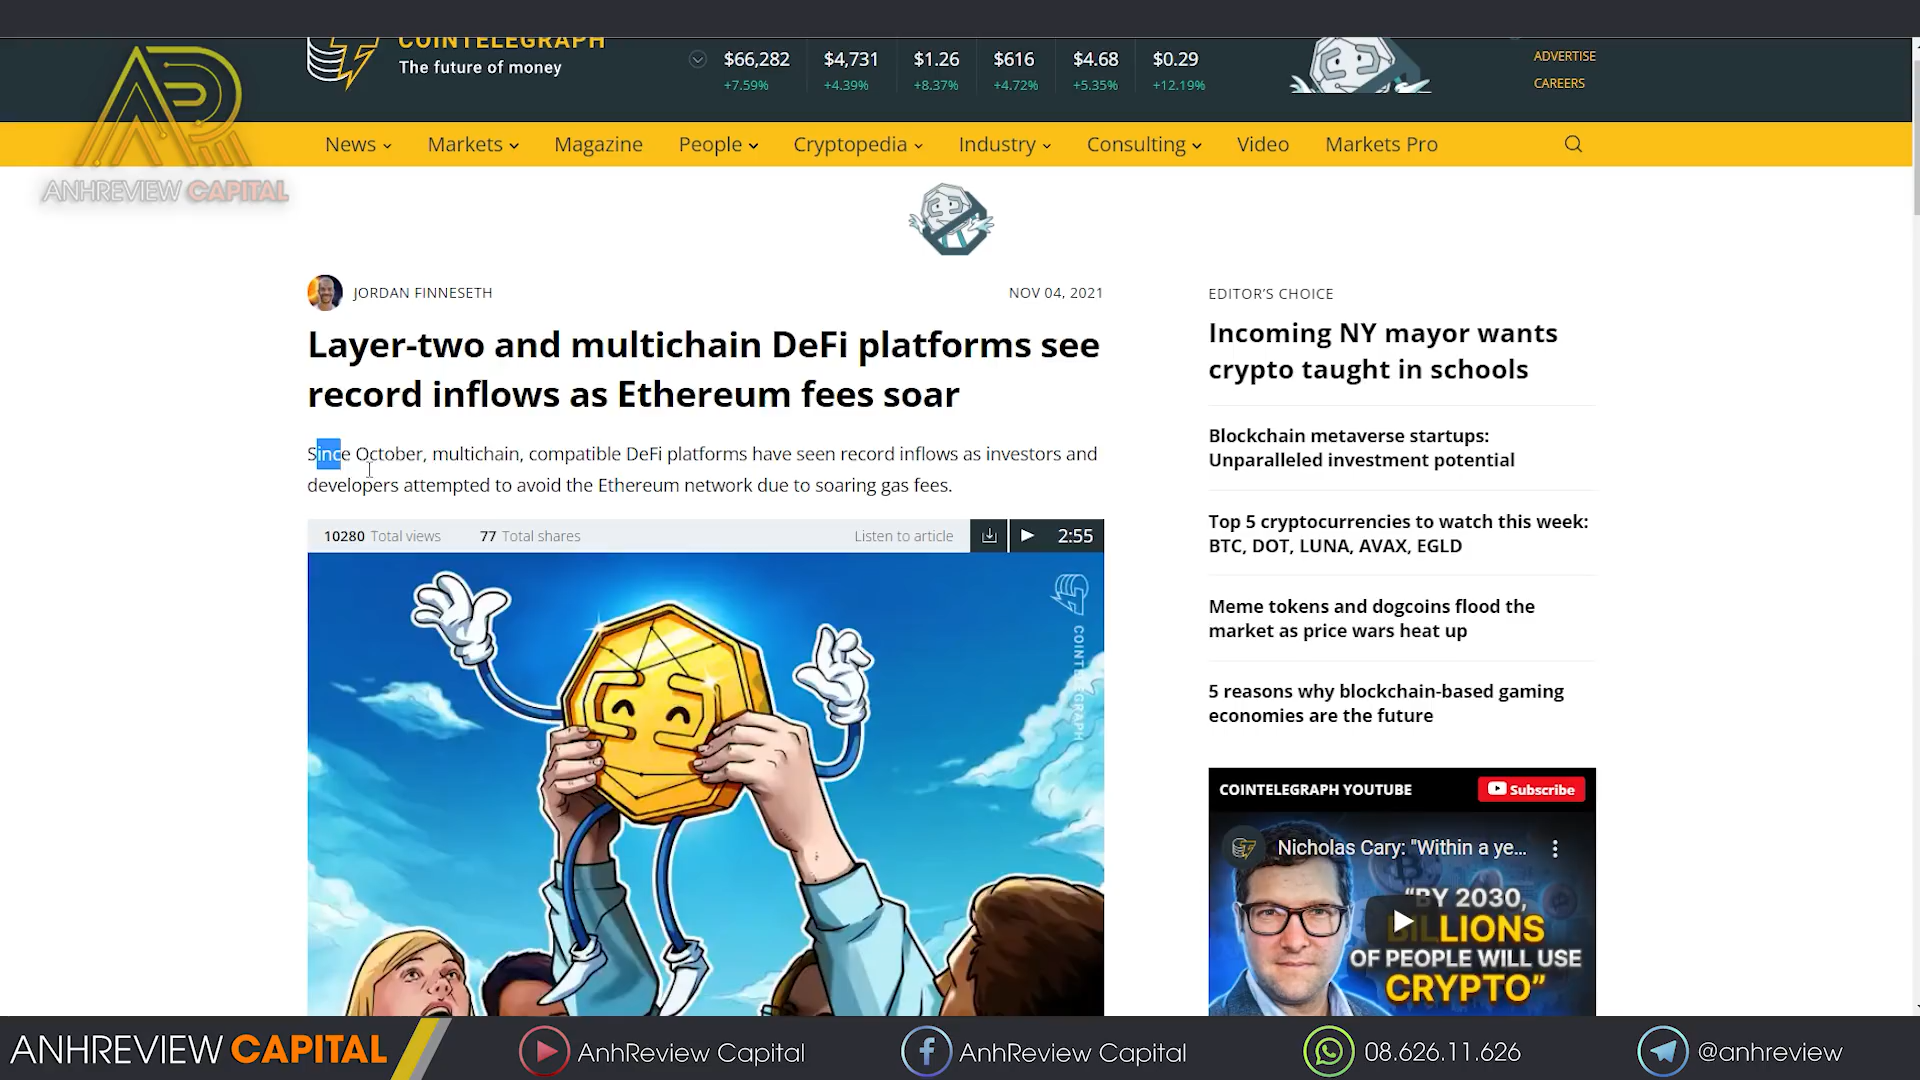 COINTELEGRAPH
The future of money
$66,282
+7.59%
$4,731
+4.39%
$1.26
+8.37%
$616
+4.72%
$4.68
+5.35%
$0.29
+12.19%
ADVERTISE
CAREERS
ANHREVIEW CAPITAL
News
Markets
Magazine
People
Cryptopedia
Industry
Consulting
Video
Markets Pro
JORDAN FINNESETH
NOV 04, 2021
Layer-two and multichain DeFi platforms see
record inflows as Ethereum fees soar
Since October, multichain, compatible DeFi platforms have seen record inflows as investors and
developers attempted to avoid the Ethereum network due to soaring gas fees.
10280 Total views
77 Total shares
Listen to article
2:55
COINTELEGRAPH
EDITOR'S CHOICE
Incoming NY mayor wants
crypto taught in schools
Blockchain metaverse startups:
Unparalleled investment potential
Top 5 cryptocurrencies to watch this week:
BTC, DOT, LUNA, AVAX, EGLD
Meme tokens and dogcoins flood the
market as price wars heat up
5 reasons why blockchain-based gaming
economies are the future
COINTELEGRAPH YOUTUBE
Subscribe
Nicholas Cary: "Within a ye...
"BY 2030,
BILLIONS
OF PEOPLE WILL USE
CRYPTO"
ANHREVIEW CAPITAL
AnhReview Capital
AnhReview Capital
08.626.11.626
@anhreview